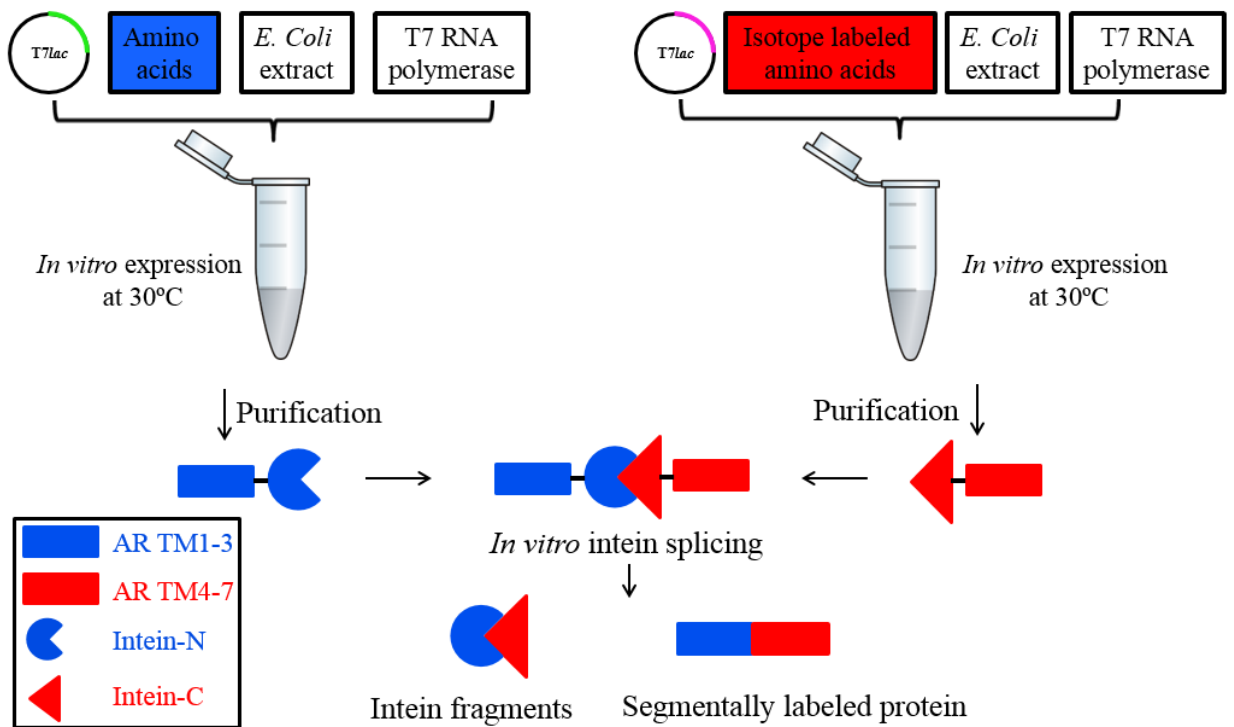 T7lac
Amino
acids
E. Coli
extract
T7 RNA
polymerase
T7lac
Isotope labeled
amino acids
E. Coli
extract
T7 RNA
polymerase
In vitro expression
at 30ºC
In vitro expression
at 30ºC
Purification
Purification
In vitro intein splicing
AR TM1-3
AR TM4-7
Intein-N
Intein-C
Intein fragments
Segmentally labeled protein